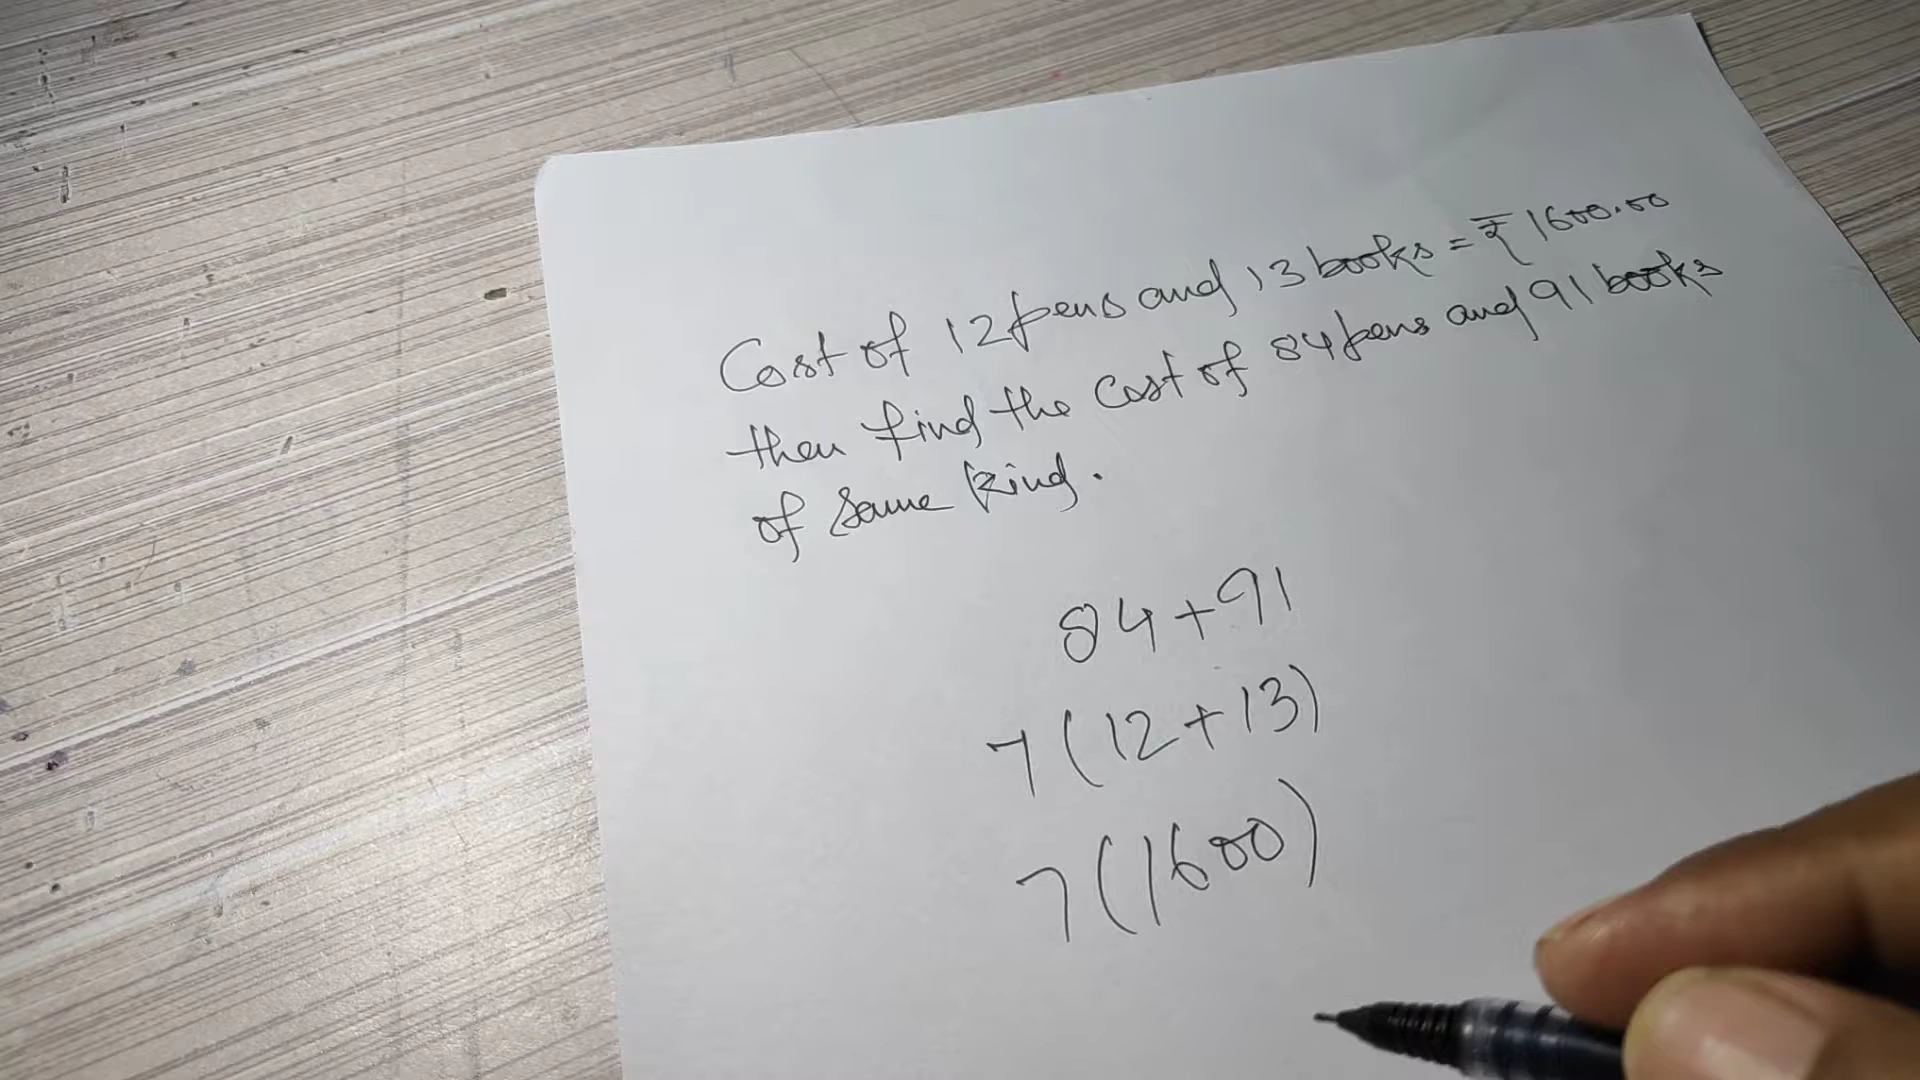 Cost of 12 pens and 13 books = ₹ 1600.00
then find the cost of 84 pens and 91 books
of same kind.
84+91
7(12+13)
7(1600)